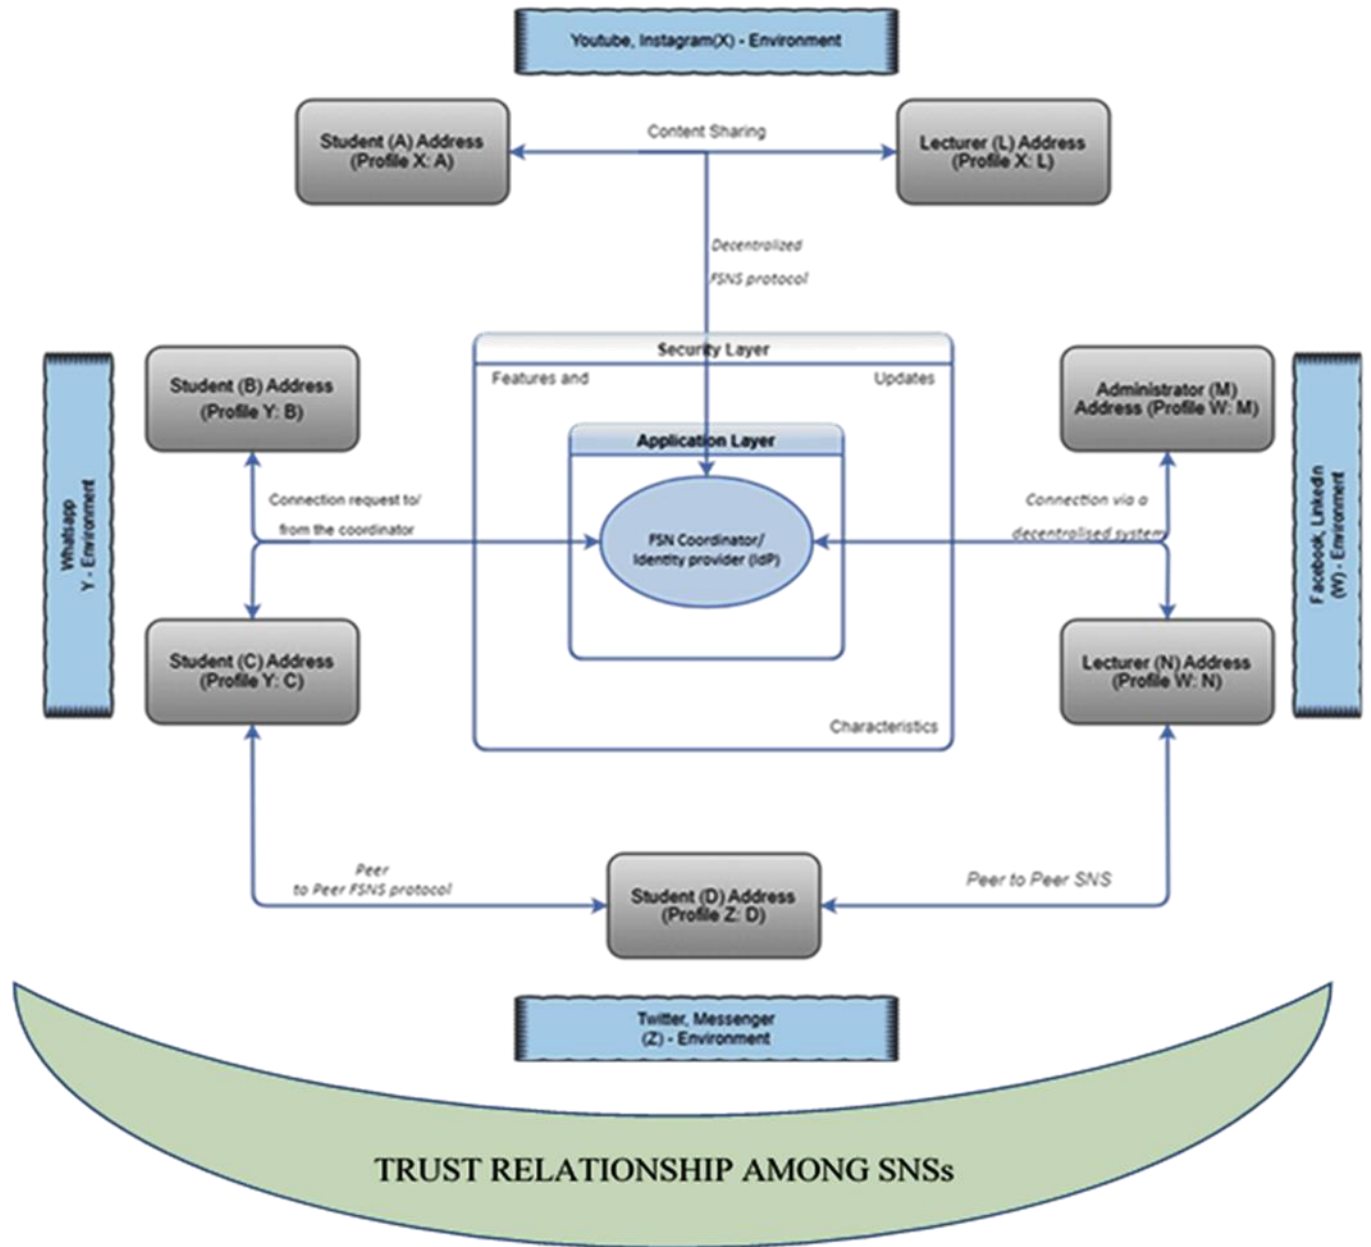 Youtube, Instagram(X) - Environment
Student (A) Address
(Profile X: A)
Content Sharing
Lecturer (L) Address
(Profile X: L)
Decentralized
FSNS protocol
Security Layer
Features and
Updates
Application Layer
FSN Coordinator/
Identity provider (IdP)
Characteristics
Whatsapp
Y - Environment
Student (B) Address
(Profile Y: B)
Connection request to/
from the coordinator
Student (C) Address
(Profile Y: C)
Administrator (M)
Address (Profile W: M)
Connection via a
decentralised system
Lecturer (N) Address
(Profile W: N)
Facebook, Linkedin
(W) - Environment
Peer
to Peer FSNS protocol
Student (D) Address
(Profile Z: D)
Peer to Peer SNS
Twitter, Messenger
(Z) - Environment
TRUST RELATIONSHIP AMONG SNSs